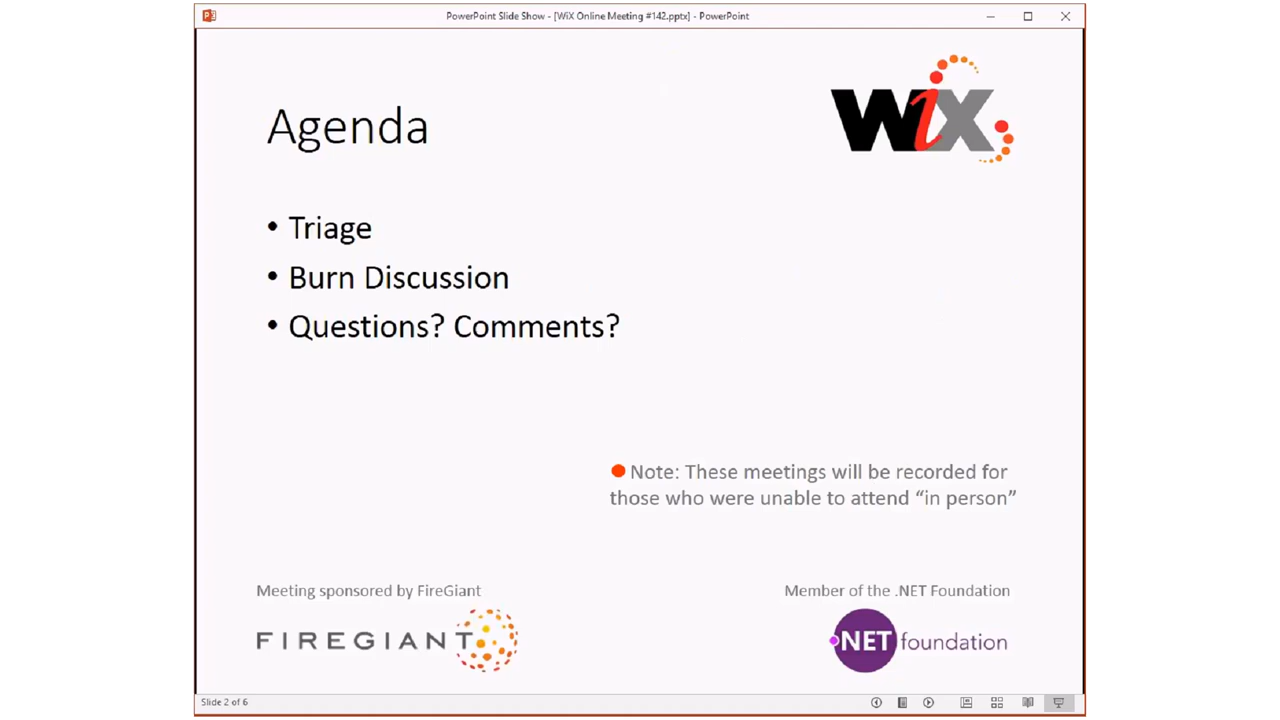 PowerPoint Slide Show - [WiX Online Meeting #142.pptx] - PowerPoint
WiX
Agenda
• Triage
• Burn Discussion
• Questions? Comments?
Note: These meetings will be recorded for
those who were unable to attend “in person”
Meeting sponsored by FireGiant
Member of the .NET Foundation
FIREGIANT
.NET foundation
Slide 2 of 6